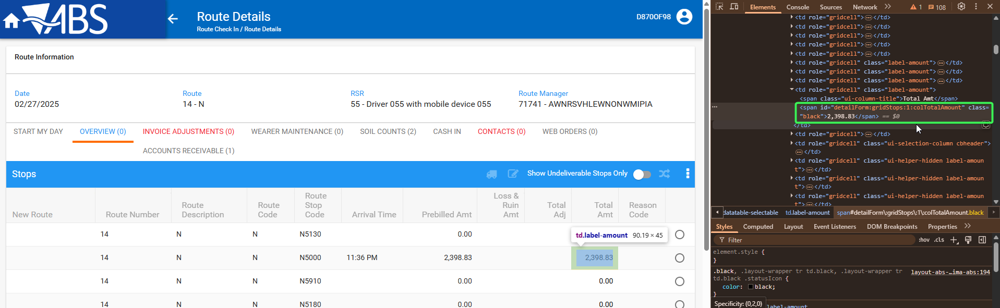 ABS
Route Details
Route Check In / Route Details
D870OF98
Route Information
Date
02/27/2025
Route
14 - N
RSR
55 - Driver 055 with mobile device 055
Route Manager
71741 - AWNRSVHLEWNONWMIPIA
START MY DAY
OVERVIEW (0)
INVOICE ADJUSTMENTS (0)
WEARER MAINTENANCE (0)
SOIL COUNTS (2)
CASH IN
CONTACTS (0)
WEB ORDERS (0)
ACCOUNTS RECEIVABLE (1)
Stops
Show Undeliverable Stops Only
New Route
Route Number
Route
Description
Route
Code
Route
Stop
Code
Arrival Time
Prebilled Amt
Loss &
Ruin
Amt
Total
Adj
Total
Amt
Reason
Code
14 N N N5130 0.00
td.label-amount 90.19 × 45
14 N N N5000 11:36 PM 2,398.83 2,398.83
14 N N N5910 0.00 0.00
14 N N N5180 0.00 0.00
Elements Console Sources Network 1 108
<td role="gridcell">…</td>
<td role="gridcell">…</td>
<td role="gridcell">…</td>
<td role="gridcell">…</td>
<td role="gridcell">…</td>
<td role="gridcell" class="label-amount">…</td>
<td role="gridcell" class="label-amount">…</td>
<td role="gridcell" class="label-amount">…</td>
<td role="gridcell" class="label-amount">
<span class="ui-column-title">Total Amt</span>
<span id="detailForm:gridStops:1:colTotalAmount" class=
"black">2,398.83</span> == $0
</td>
<td role="gridcell">…</td>
<td role="gridcell" class="ui-selection-column cbheader">
…</td>
<td role="gridcell" class="ui-helper-hidden label-amoun
t">…</td>
<td role="gridcell" class="ui-helper-hidden label-amoun
t">…</td>
<td role="gridcell" class="ui-helper-hidden label-amoun
t">…</td>
datatable-selectable td.label-amount span#detailForm\:gridStops\:1\:colTotalAmount.black
Styles Computed Layout Event Listeners DOM Breakpoints Properties
Filter :hov .cls
element.style {
}
.black, .layout-wrapper tr td.black, .layout-wrapper tr
layout-abs-…ima-abs:194
td.black .statusIcon {
color: black;
}
Specificity: (0,2,0)
label-amount